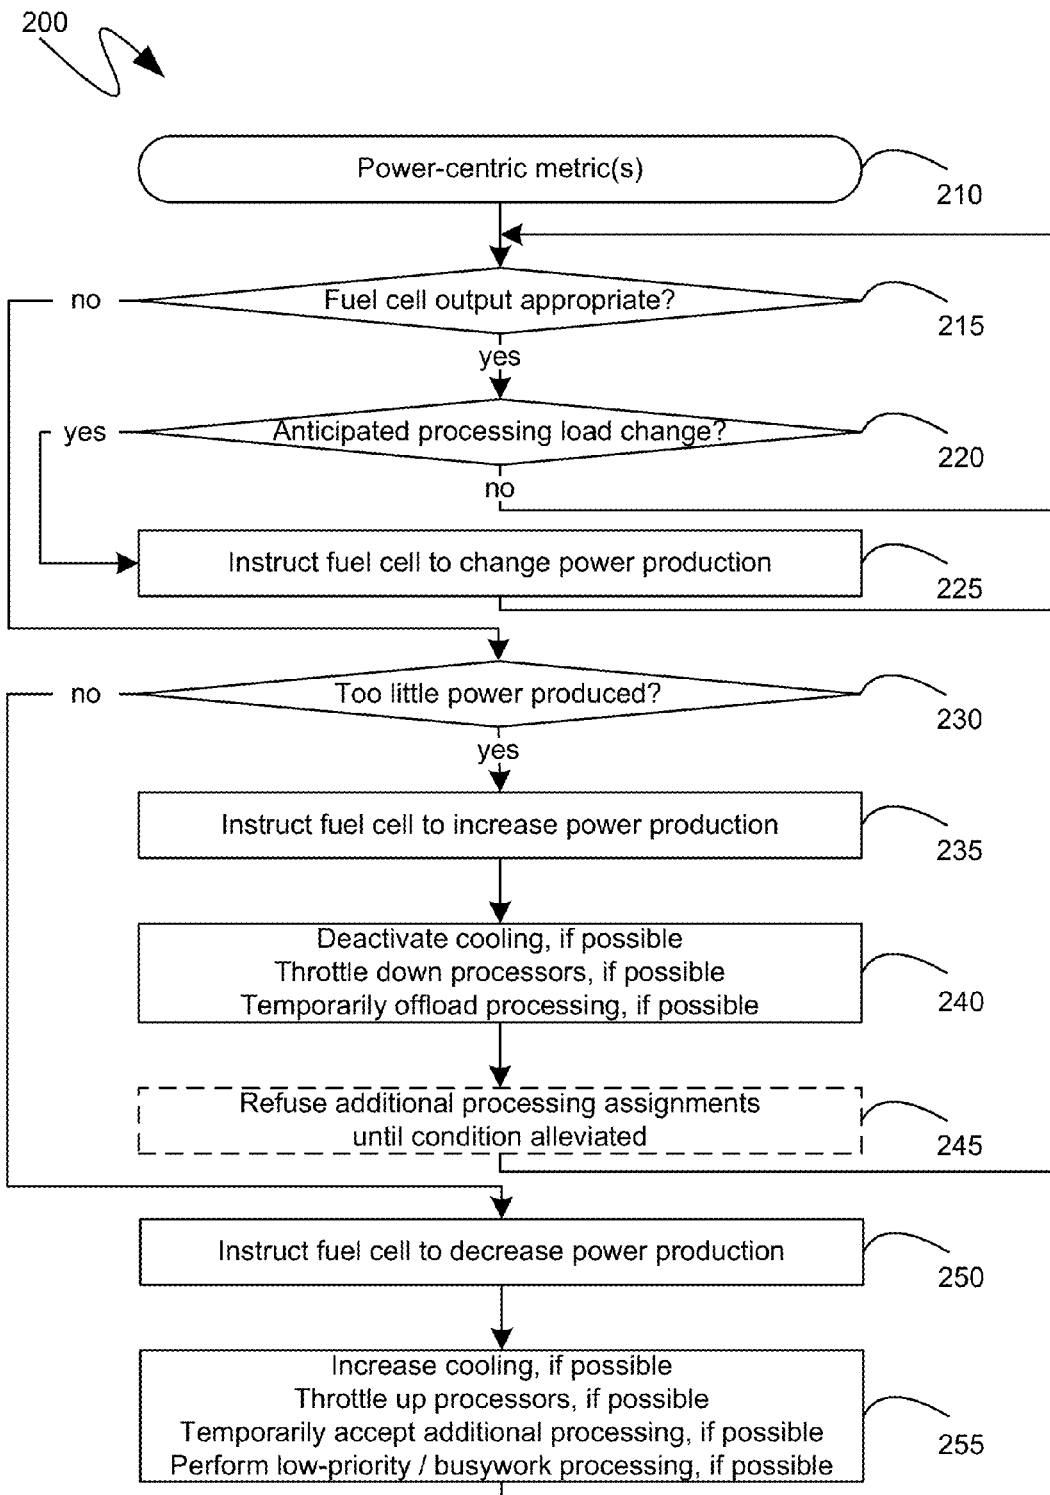 200
Power-centric metric(s)
210
no
Fuel cell output appropriate?
215
yes
yes
Anticipated processing load change?
220
no
Instruct fuel cell to change power production
225
no
Too little power produced?
230
yes
Instruct fuel cell to increase power production
235
Deactivate cooling, if possible
Throttle down processors, if possible
Temporarily offload processing, if possible
240
Refuse additional processing assignments
until condition alleviated
245
Instruct fuel cell to decrease power production
250
Increase cooling, if possible
Throttle up processors, if possible
Temporarily accept additional processing, if possible
Perform low-priority / busywork processing, if possible
255